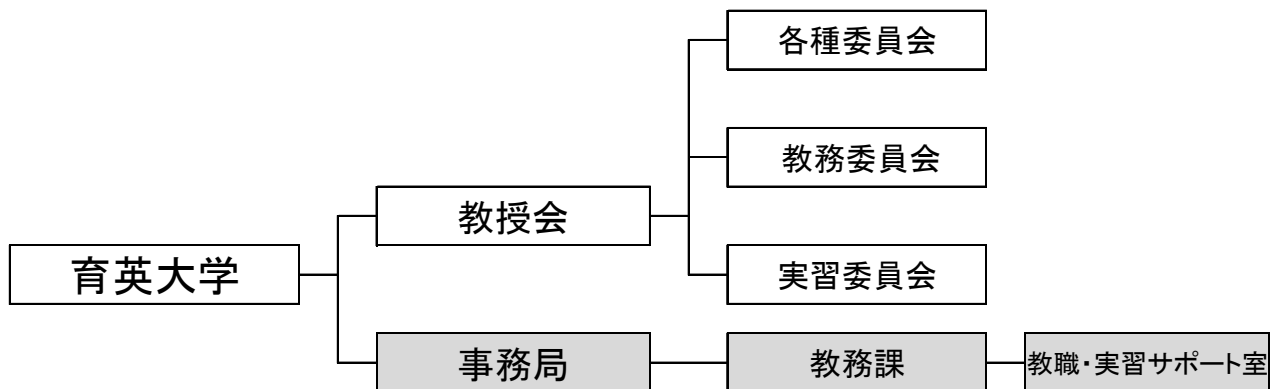 育英大学
教授会
各種委員会
教務委員会
実習委員会
事務局
教務課
教職・実習サポート室